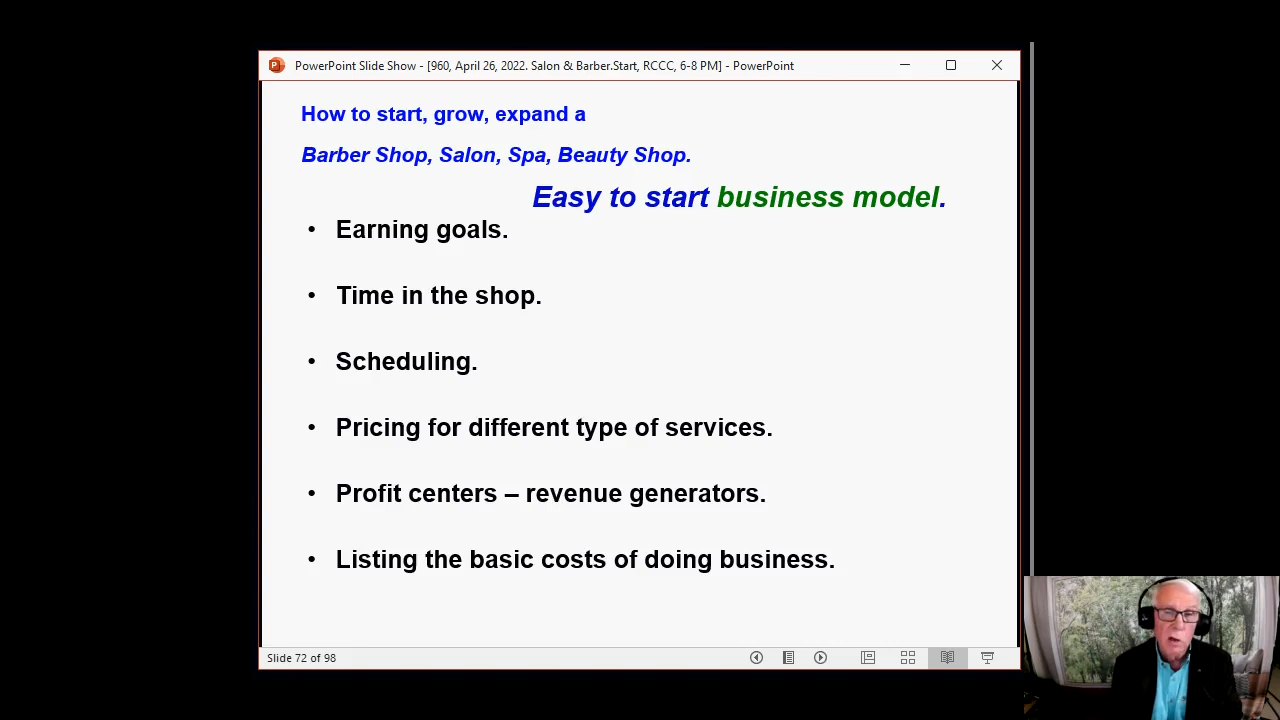 PowerPoint Slide Show - [960, April 26, 2022. Salon & Barber.Start, RCCC, 6-8 PM] - PowerPoint
How to start, grow, expand a
Barber Shop, Salon, Spa, Beauty Shop.
Easy to start business model.
• Earning goals.
• Time in the shop.
• Scheduling.
• Pricing for different type of services.
• Profit centers – revenue generators.
• Listing the basic costs of doing business.
Slide 72 of 98